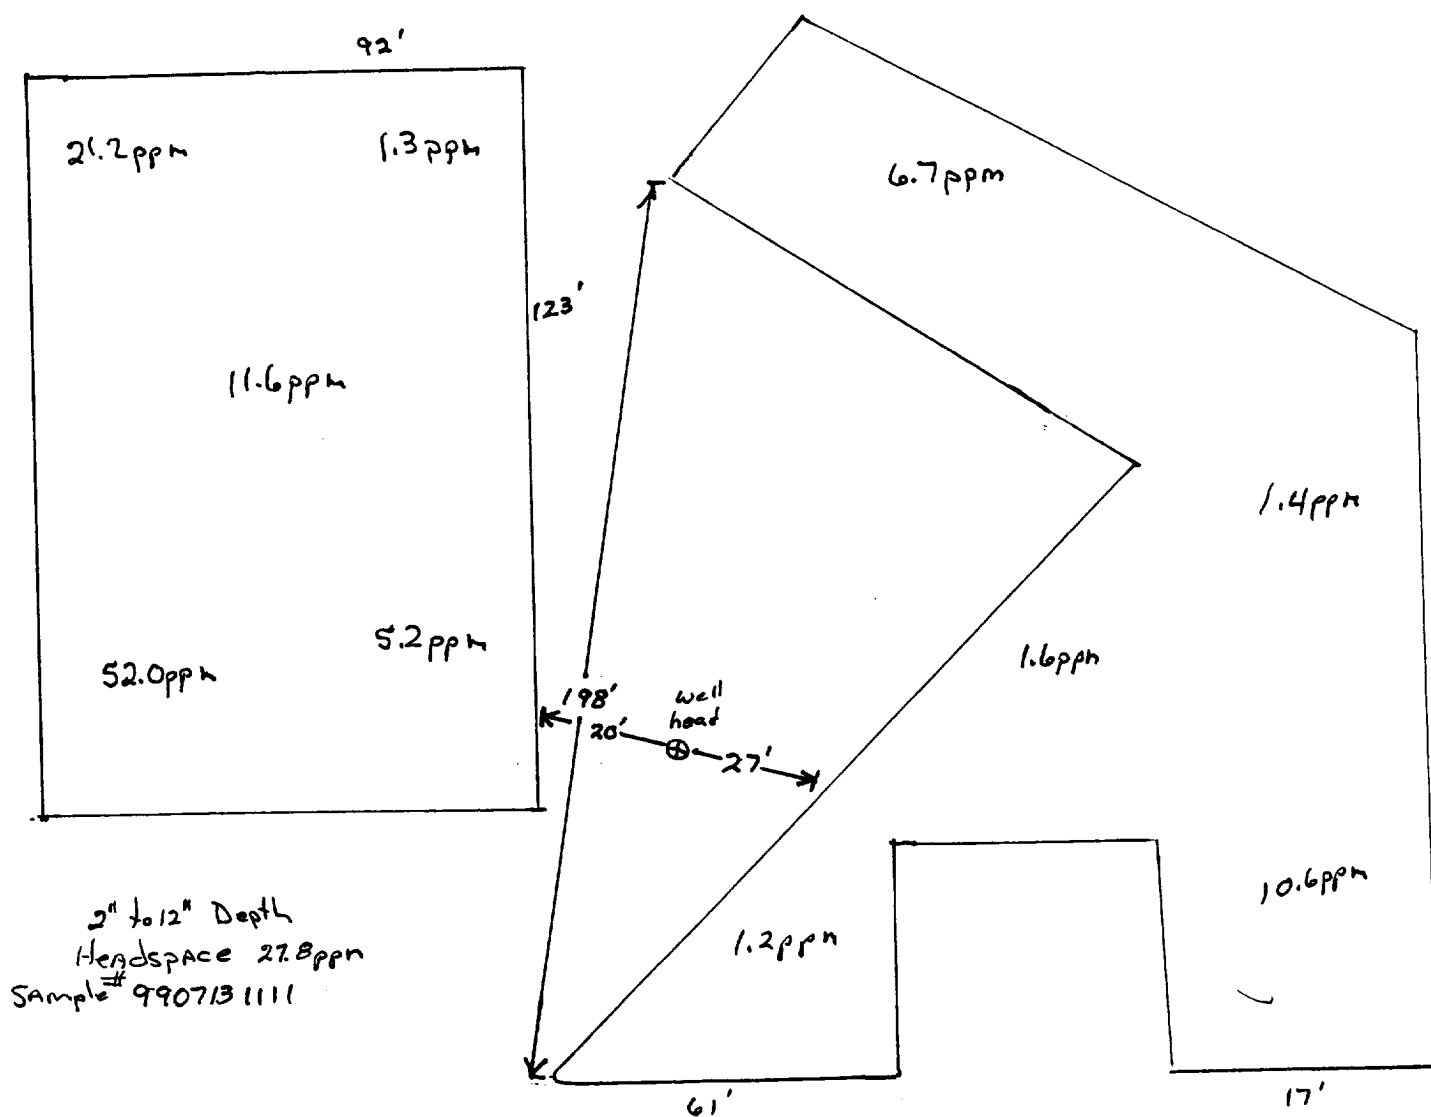 92'
21.2ppm
1.3ppm
6.7ppm
123'
11.6ppm
1.4ppm
5.2ppm
52.0ppm
1.6ppm
198'
well
head
20'
27'
10.6ppm
2" to 12" Depth
Headspace 27.8ppm
Sample# 9907131111
1.2ppm
61'
17'